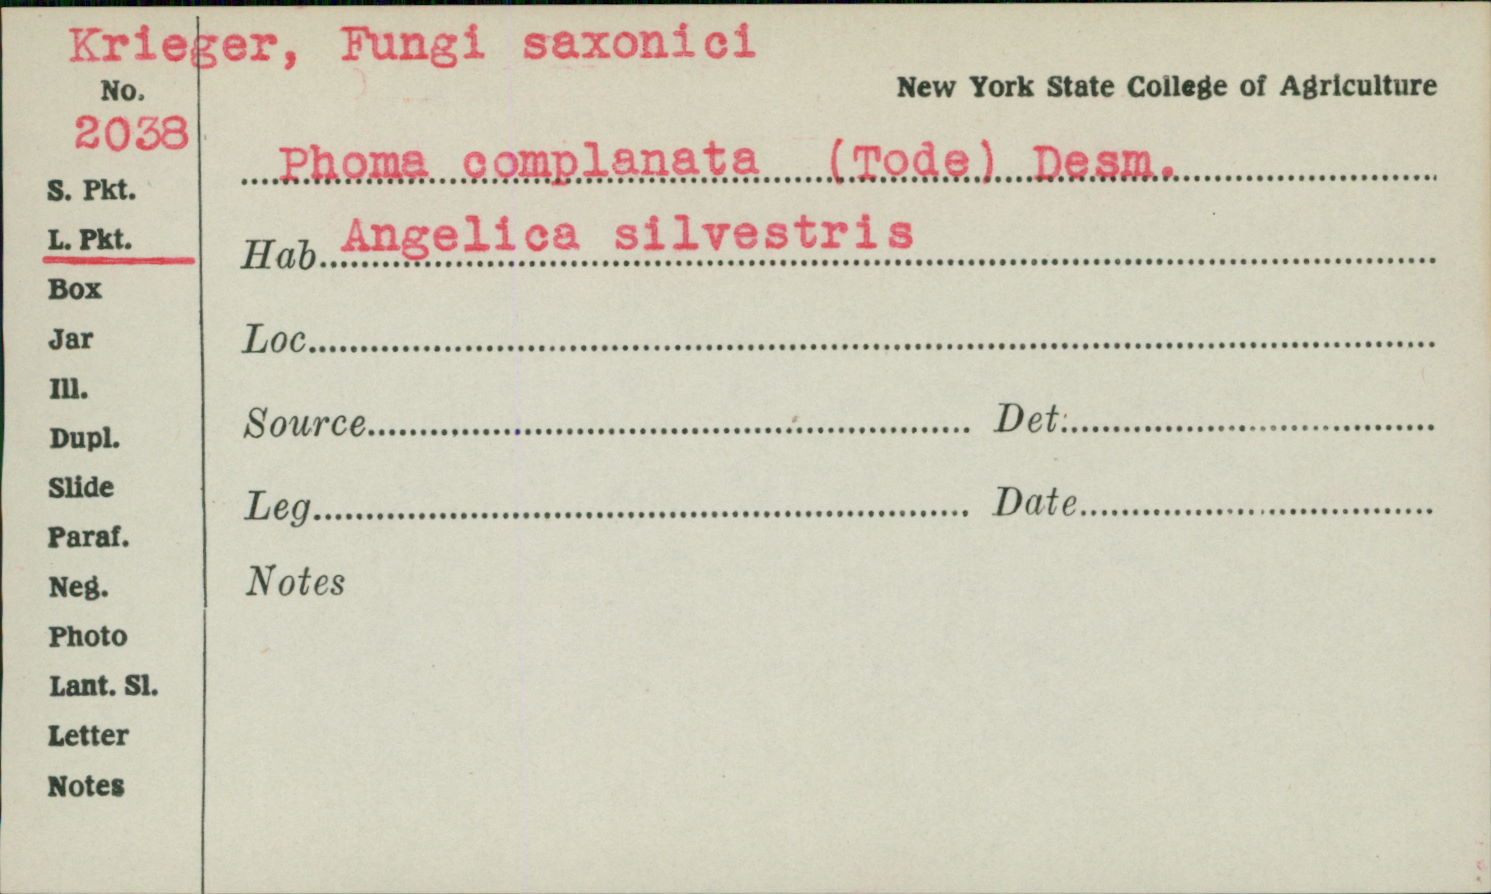 Krieger, Fungi saxonici
New York State College of Agriculture
No.
2038
Phoma complanata (Tode) Desm.
S. Pkt.
L. Pkt.
Hab. Angelica silvestris
Box
Jar
Loc.
Ill.
Dupl.
Source Det.
Slide
Leg. Date
Paraf.
Neg.
Notes
Photo
Lant. Sl.
Letter
Notes